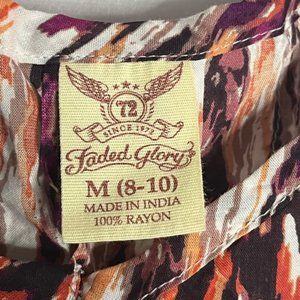 72
SINCE 1972
Faded Glory
M (8-10)
MADE IN INDIA
100% RAYON